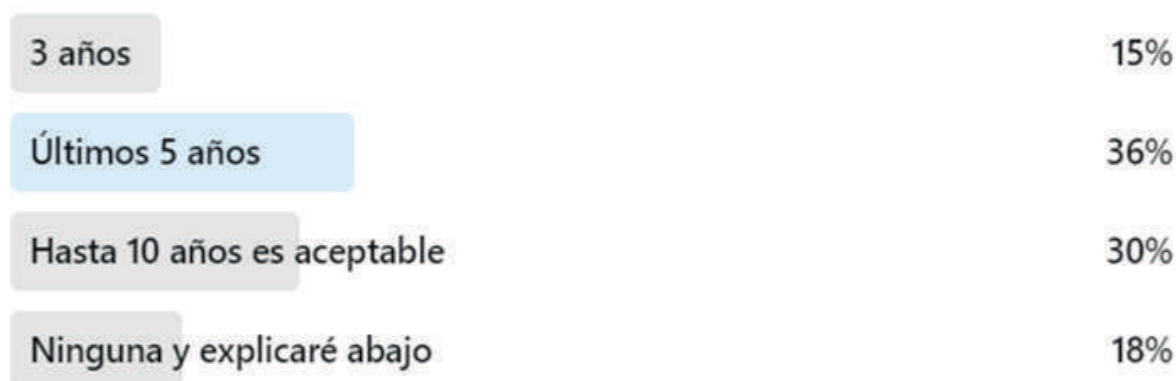 3 años 15%
Últimos 5 años 36%
Hasta 10 años es aceptable 30%
Ninguna y explicaré abajo 18%